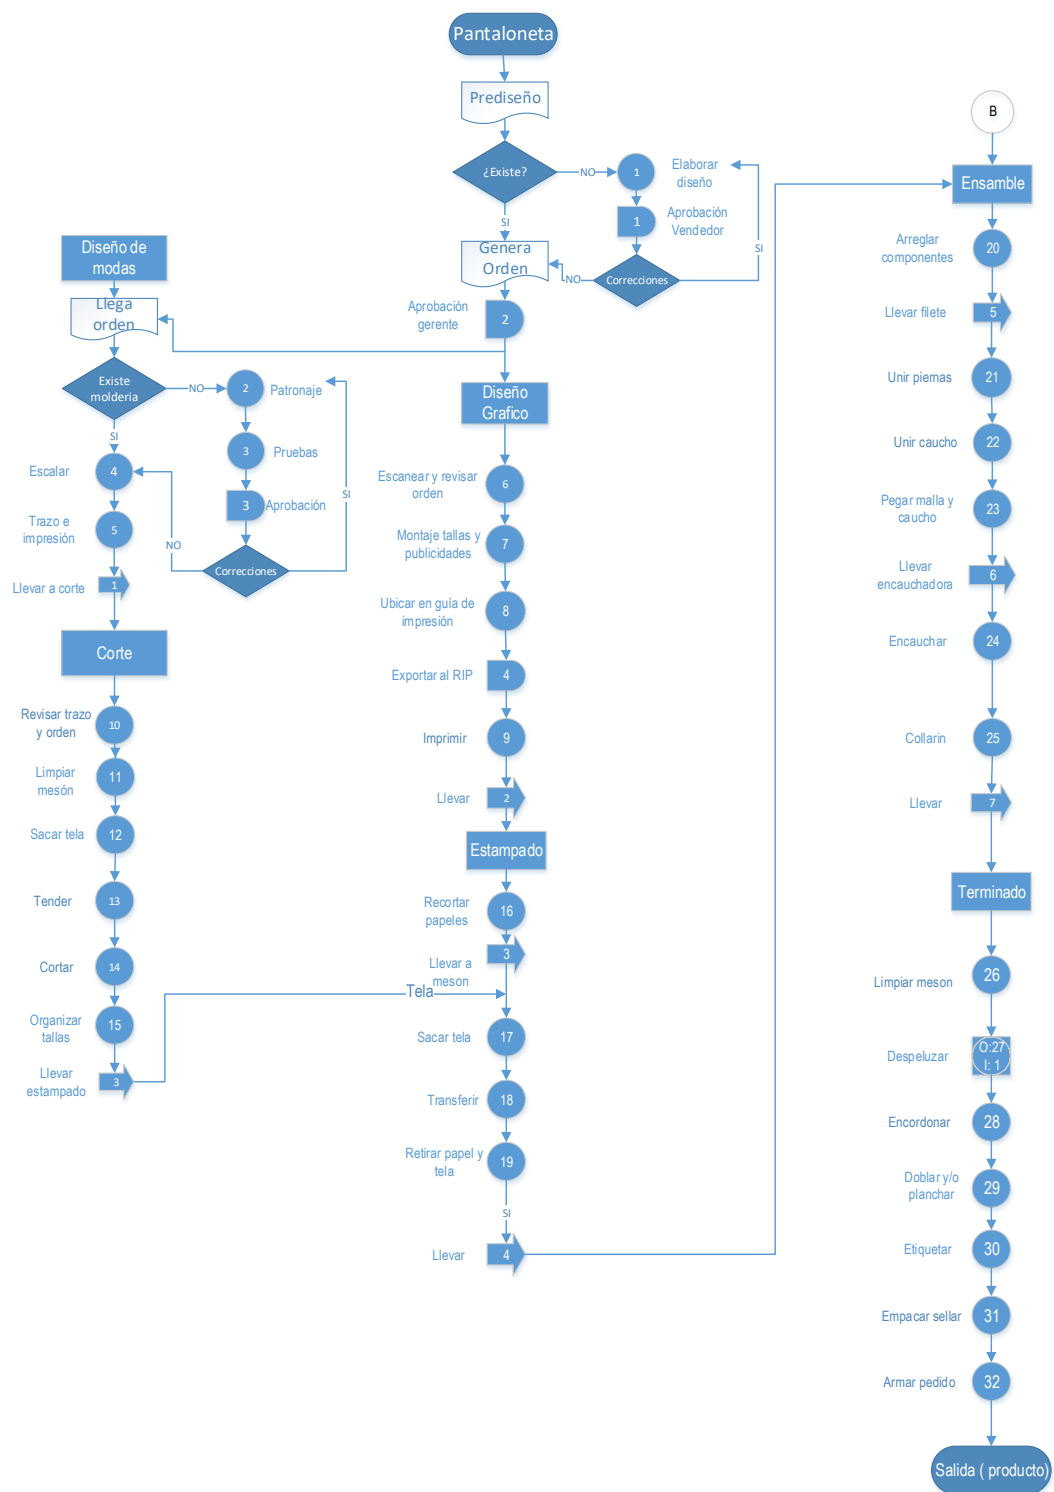 Pantaloneta
Prediseño
¿Existe?
NO
1
Elaborar
diseño
SI
1
Aprobación
Vendedor
SI
Genera
Orden
NO
Correcciones
Aprobación
gerente
2
Diseño de
modas
Llega
orden
Existe
molderia
NO
2
Patronaje
SI
3
Pruebas
SI
3
Aprobación
Correcciones
NO
Escalar
4
Trazo e
impresión
5
Llevar a corte
1
Corte
Revisar trazo
y orden
10
Limpiar
mesón
11
Sacar tela
12
Tender
13
Cortar
14
Organizar
tallas
15
Llevar
estampado
3
Tela
Diseño
Grafico
Escanear y revisar
orden
6
Montaje tallas y
publicidades
7
Ubicar en guía de
impresión
8
Exportar al RIP
4
Imprimir
9
Llevar
2
Estampado
Recortar
papeles
16
Llevar a
meson
3
Sacar tela
17
Transferir
18
Retirar papel y
tela
19
SI
Llevar
4
B
Ensamble
Arreglar
componentes
20
Llevar filete
5
Unir piernas
21
Unir caucho
22
Pegar malla y
caucho
23
Llevar
encauchadora
6
Encauchar
24
Collarin
25
Llevar
7
Terminado
Limpiar meson
26
Despeluzar
O:27
I: 1
Encordonar
28
Doblar y/o
planchar
29
Etiquetar
30
Empacar sellar
31
Armar pedido
32
Salida ( producto)